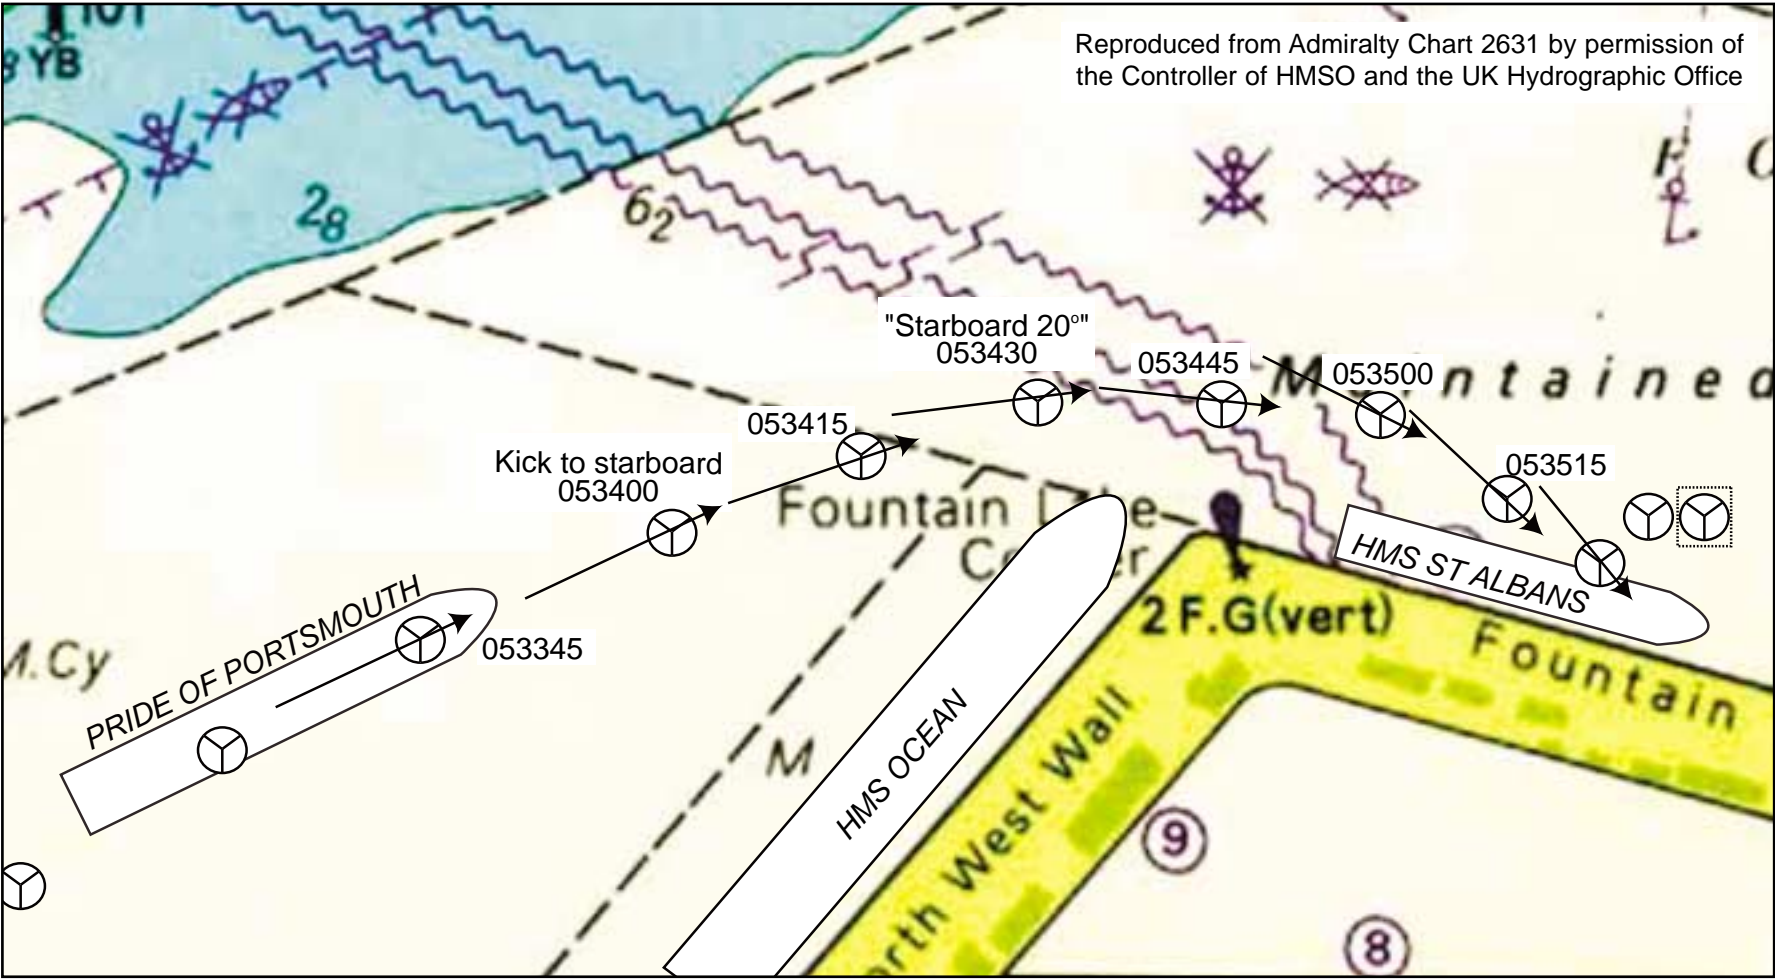 Reproduced from Admiralty Chart 2631 by permission of
the Controller of HMSO and the UK Hydrographic Office
YB
2₈
6₂
"Starboard 20°"
053430
053445
053500
ntained
053415
053515
Kick to starboard
053400
Fountain
HMS ST ALBANS
PRIDE OF PORTSMOUTH
053345
M.Cy
2 F.G(vert)
Fountain
M
HMS OCEAN
West Wall
9
8